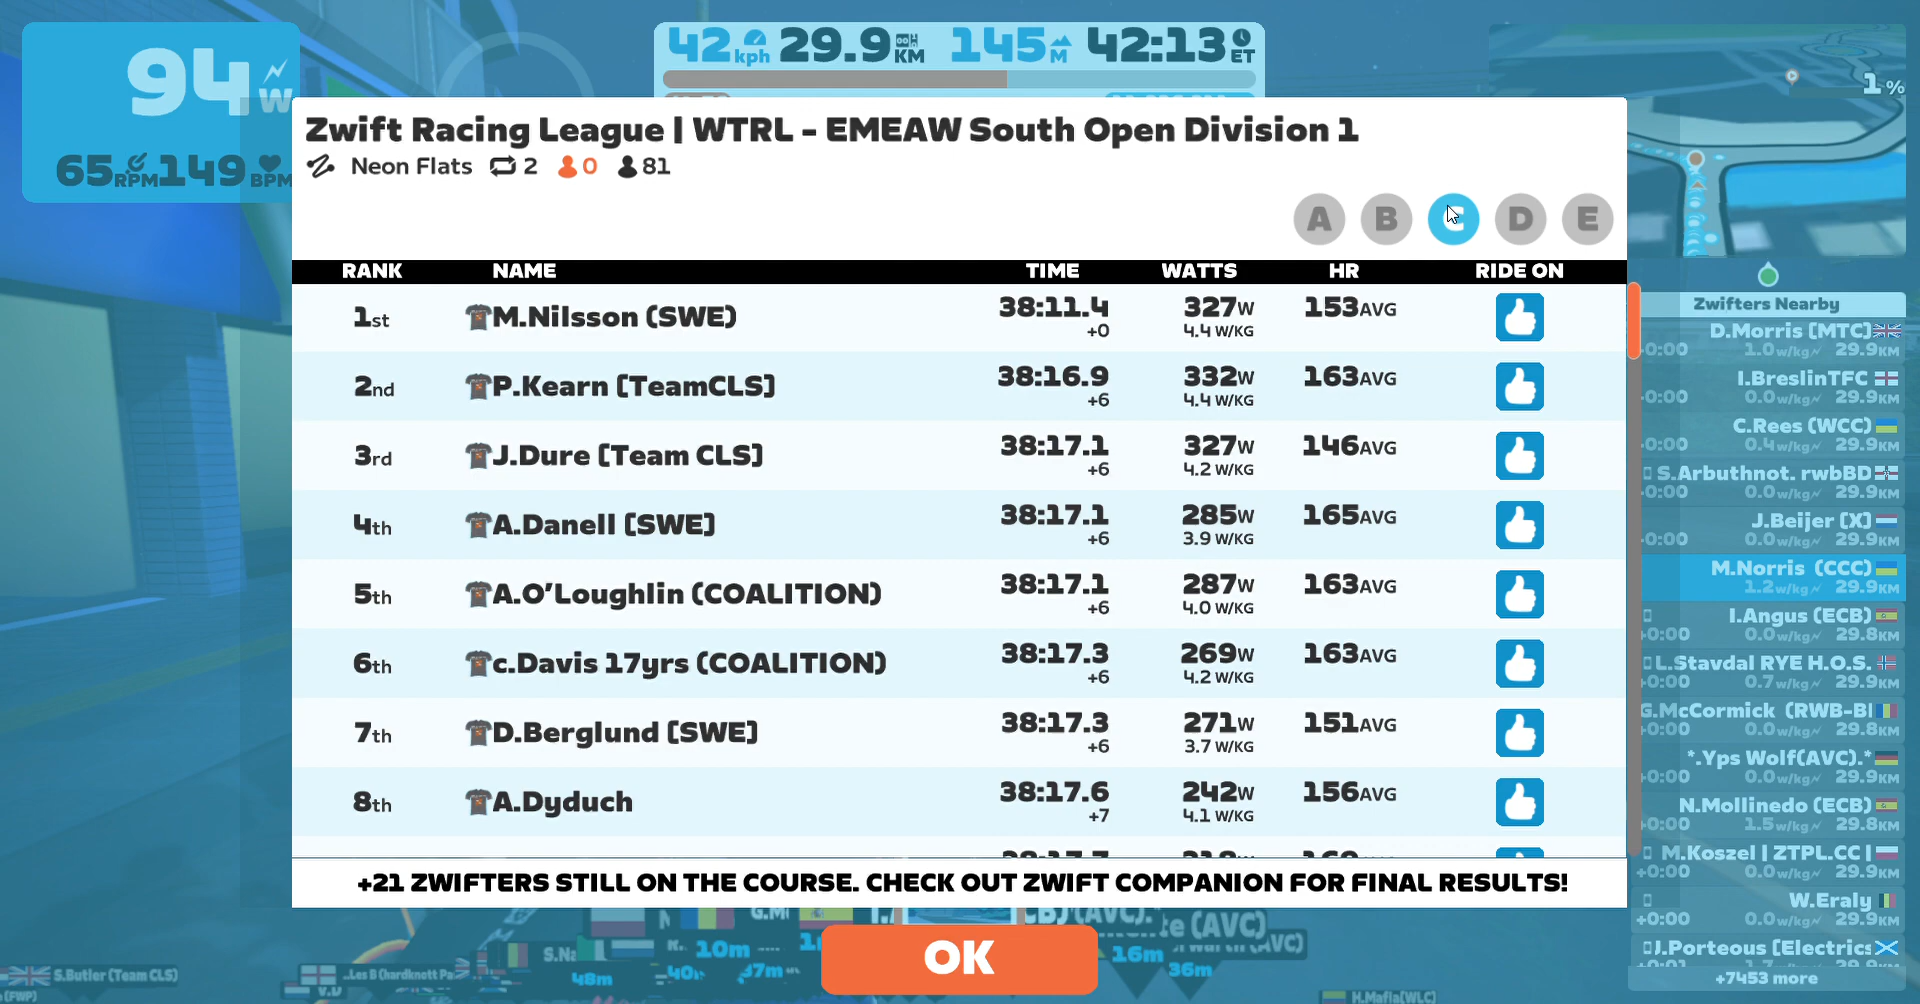 42kph 29.9KM 145M 42:13ET
94W
65RPM 149BPM
1%
Zwift Racing League | WTRL - EMEAW South Open Division 1
Neon Flats 2 0 81
A B C D E
RANK NAME TIME WATTS HR RIDE ON
1st M.Nilsson (SWE) 38:11.4 327W 153AVG
+0 4.4 W/KG
2nd P.Kearn [TeamCLS] 38:16.9 332W 163AVG
+6 4.4 W/KG
3rd J.Dure [Team CLS] 38:17.1 327W 146AVG
+6 4.2 W/KG
4th A.Danell [SWE] 38:17.1 285W 165AVG
+6 3.9 W/KG
5th A.O'Loughlin (COALITION) 38:17.1 287W 163AVG
+6 4.0 W/KG
6th c.Davis 17yrs (COALITION) 38:17.3 269W 163AVG
+6 4.2 W/KG
7th D.Berglund [SWE] 38:17.3 271W 151AVG
+6 3.7 W/KG
8th A.Dyduch 38:17.6 242W 156AVG
+7 4.1 W/KG
+21 ZWIFTERS STILL ON THE COURSE. CHECK OUT ZWIFT COMPANION FOR FINAL RESULTS!
OK
Zwifters Nearby
D.Morris [MTC]
+0:00 1.0w/kg 29.9KM
I.BreslinTFC
+0:00 0.0w/kg 29.9KM
C.Rees (WCC)
+0:00 0.4w/kg 29.9KM
S.Arbuthnot. rwbBD
+0:00 0.0w/kg 29.9KM
J.Beijer [X]
+0:00 0.0w/kg 29.9KM
M.Norris (CCC)
1.2w/kg 29.9KM
I.Angus (ECB)
+0:00 0.0w/kg 29.8KM
L.Stavdal RYE H.O.S.
+0:00 0.7w/kg 29.9KM
G.McCormick (RWB-B
+0:00 0.0w/kg 29.8KM
*.Yps Wolf(AVC).*
+0:00 0.0w/kg 29.9KM
N.Mollinedo (ECB)
+0:00 1.5w/kg 29.8KM
M.Koszel | ZTPL.CC |
+0:00 0.0w/kg 29.9KM
W.Eraly
+0:00 0.0w/kg 29.9KM
J.Porteous [Electrics
+7453 more
S.Butler (Team CLS)
(FWP)
..Les B (hardknott Pa
V.D
48m
10m
37m
16m
36m
H.Mafia(WLC)